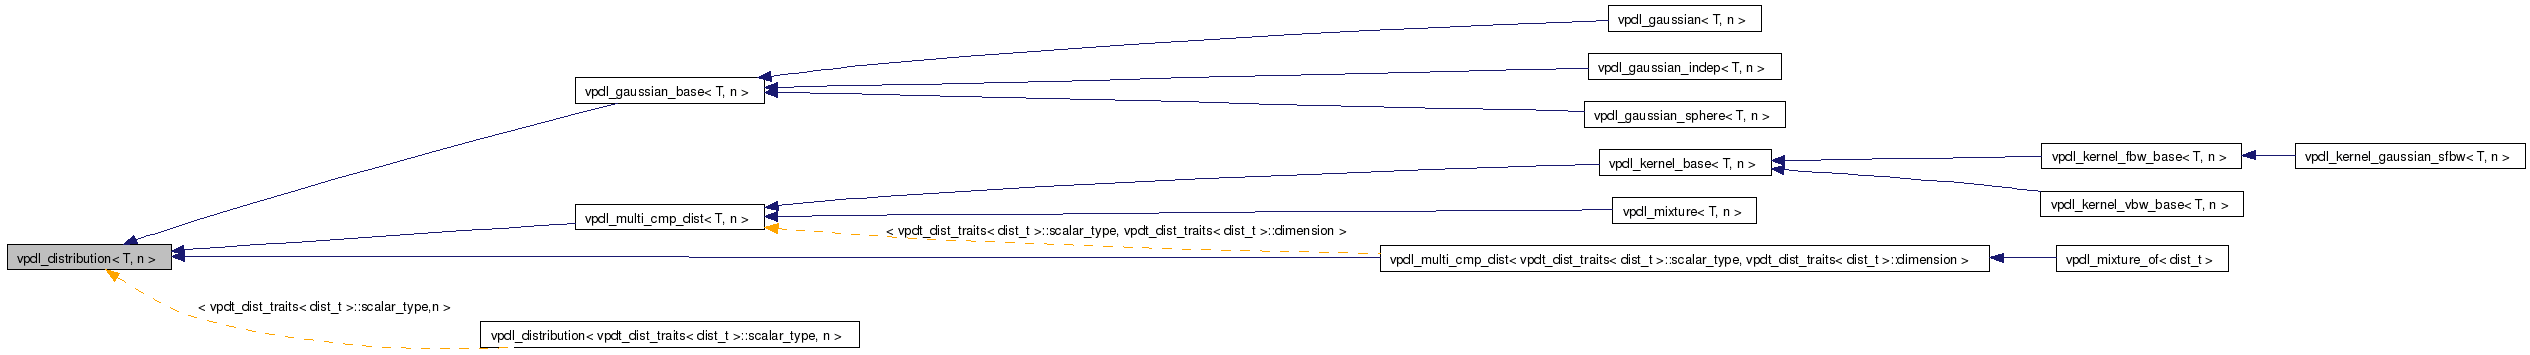 vpdl_gaussian< T, n >
vpdl_gaussian_indep< T, n >
vpdl_gaussian_base< T, n >
vpdl_gaussian_sphere< T, n >
vpdl_kernel_base< T, n >
vpdl_kernel_fbw_base< T, n >
vpdl_kernel_gaussian_sfbw< T, n >
vpdl_multi_cmp_dist< T, n >
vpdl_mixture< T, n >
vpdl_kernel_vbw_base< T, n >
< vpdt_dist_traits< dist_t >::scalar_type, vpdt_dist_traits< dist_t >::dimension >
vpdl_distribution< T, n >
vpdl_multi_cmp_dist< vpdt_dist_traits< dist_t >::scalar_type, vpdt_dist_traits< dist_t >::dimension >
vpdl_mixture_of< dist_t >
< vpdt_dist_traits< dist_t >::scalar_type,n >
vpdl_distribution< vpdt_dist_traits< dist_t >::scalar_type, n >